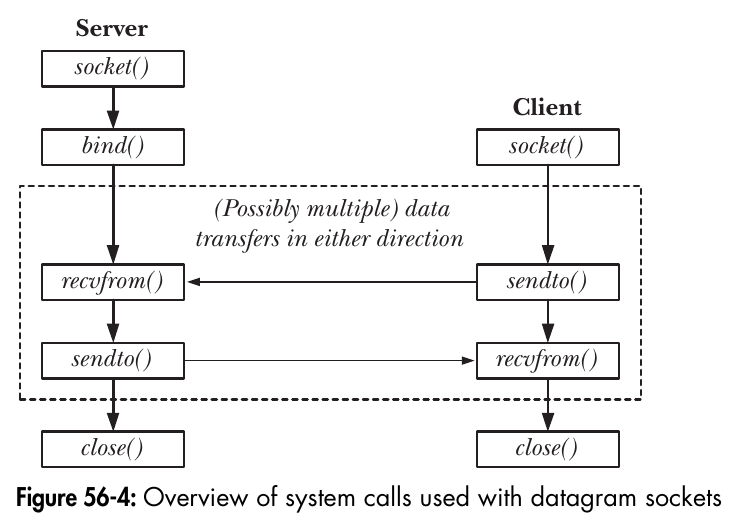 Server
socket()
bind()
Client
socket()
(Possibly multiple) data
transfers in either direction
recvfrom()
sendto()
sendto()
recvfrom()
close()
close()
Figure 56-4: Overview of system calls used with datagram sockets